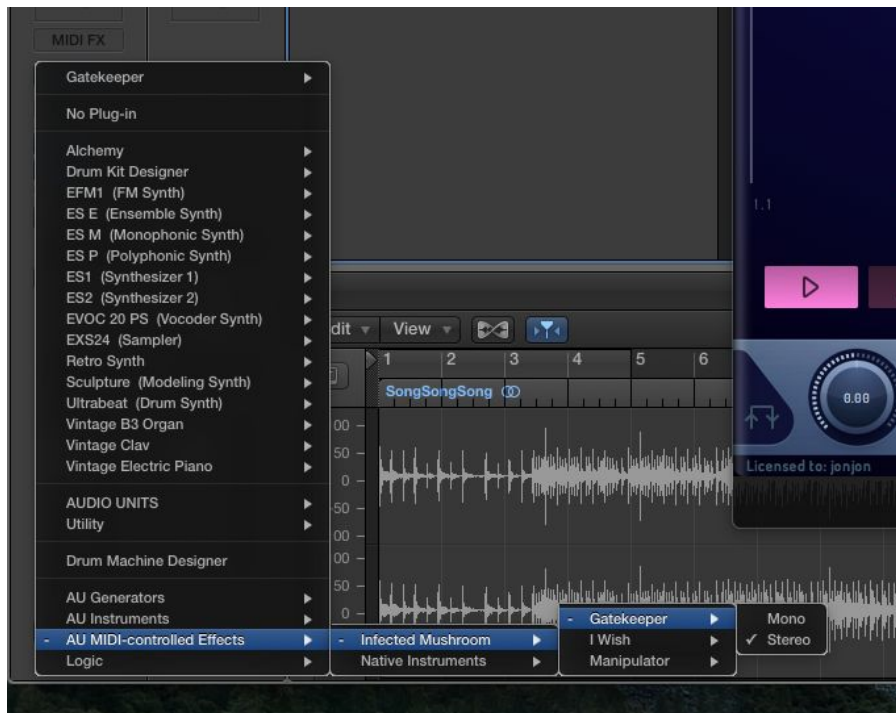 MIDI FX
Gatekeeper
No Plug-in
Alchemy
Drum Kit Designer
EFM1 (FM Synth)
ES E (Ensemble Synth)
ES M (Monophonic Synth)
ES P (Polyphonic Synth)
ES1 (Synthesizer 1)
ES2 (Synthesizer 2)
EVOC 20 PS (Vocoder Synth)
EXS24 (Sampler)
Retro Synth
Sculpture (Modeling Synth)
Ultrabeat (Drum Synth)
Vintage B3 Organ
Vintage Clav
Vintage Electric Piano
AUDIO UNITS
Utility
Drum Machine Designer
AU Generators
AU Instruments
- AU MIDI-controlled Effects
Logic
- Infected Mushroom
Native Instruments
- Gatekeeper
I Wish
Manipulator
Mono
✓ Stereo
dit View
1 2 3 4 5 6
SongSongSong
00
50
0
-50
00
00
50
0
1.1
0.00
Licensed to: jonjon